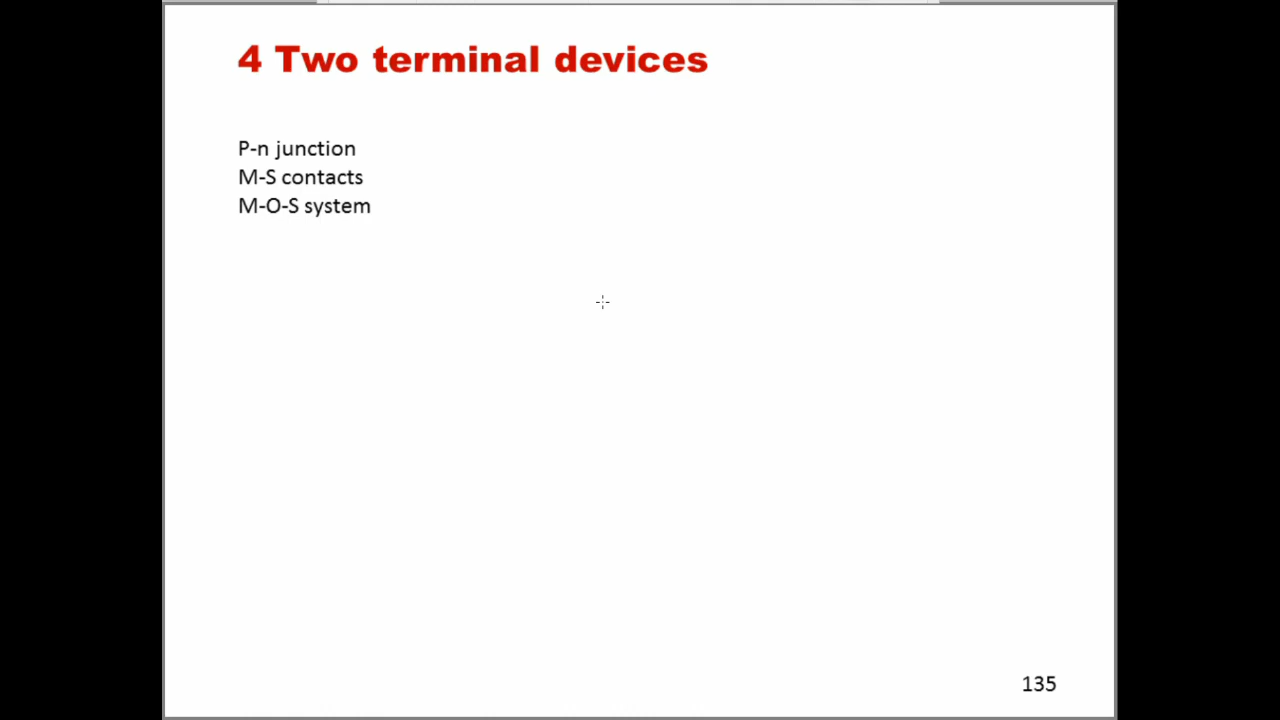 4 Two terminal devices
P-n junction
M-S contacts
M-O-S system
135